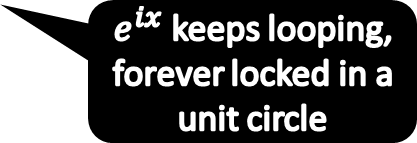 e^{ix} keeps looping,
forever locked in a
unit circle